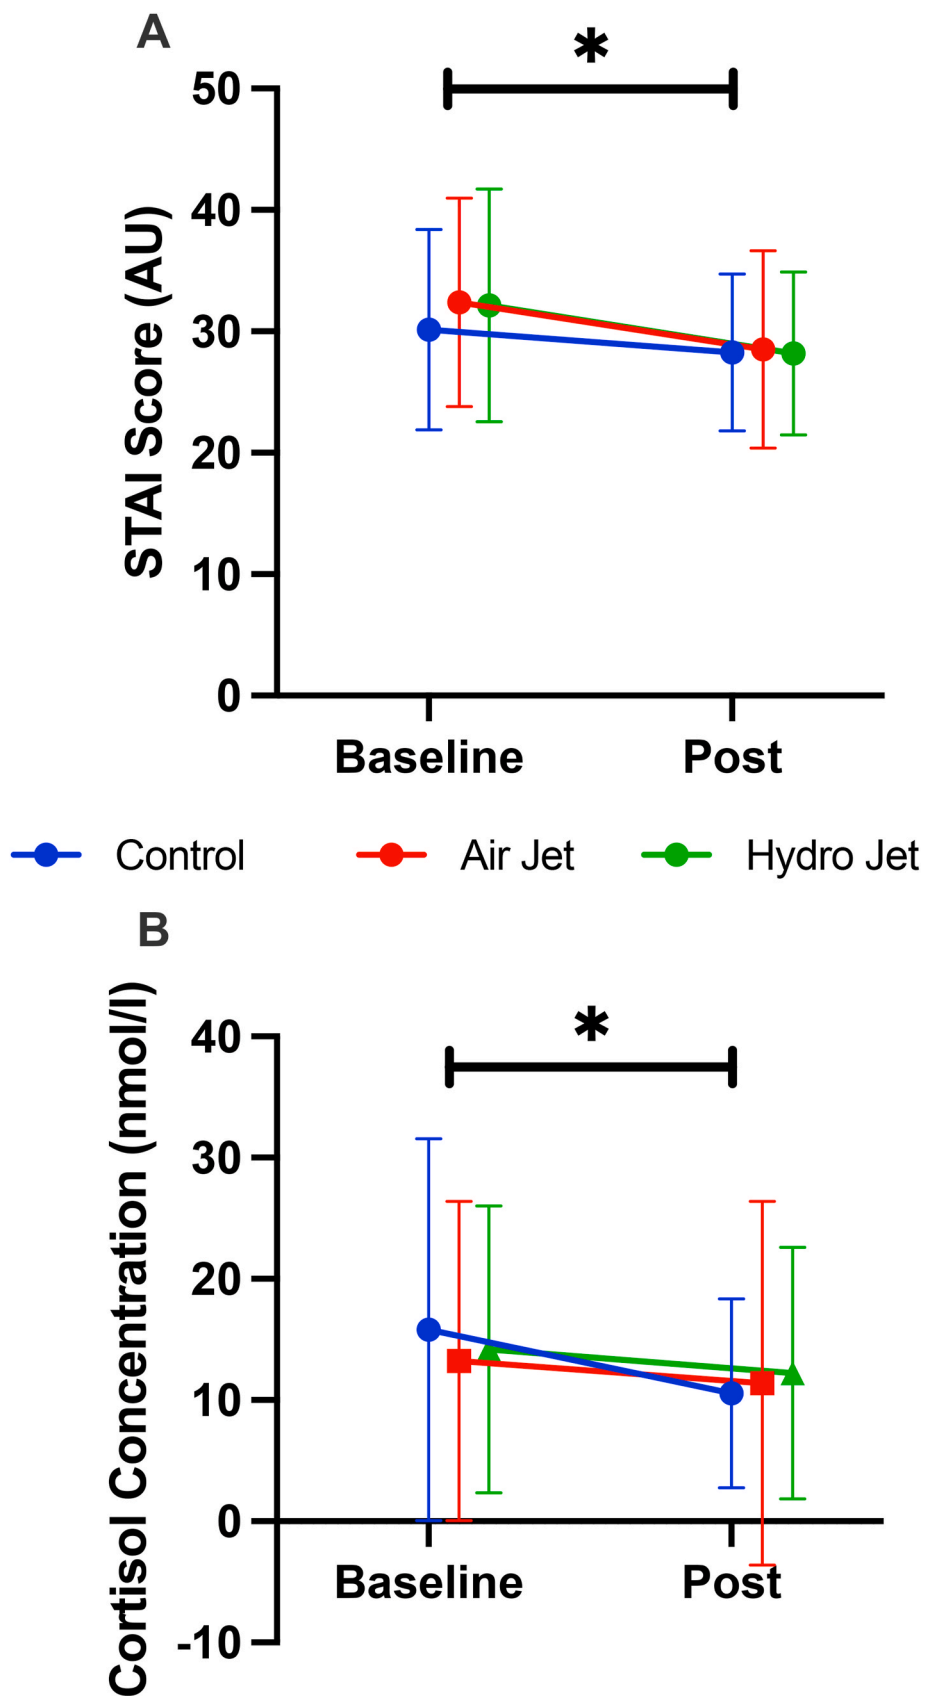 A
*
50
40
30
20
10
0
STAI Score (AU)
Baseline Post
Control Air Jet Hydro Jet
B
*
40
30
20
10
0
-10
Cortisol Concentration (nmol/l)
Baseline Post